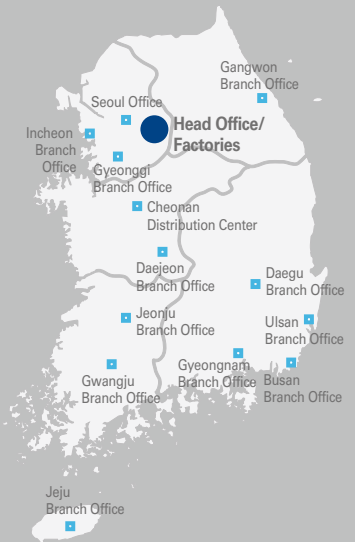 Gangwon
Branch Office
Seoul Office
Head Office/
Factories
Incheon
Branch
Office
Gyeonggi
Branch Office
Cheonan
Distribution Center
Daejeon
Branch Office
Daegu
Branch Office
Jeonju
Branch Office
Ulsan
Branch Office
Gyeongnam
Branch Office
Busan
Branch Office
Gwangju
Branch Office
Jeju
Branch Office